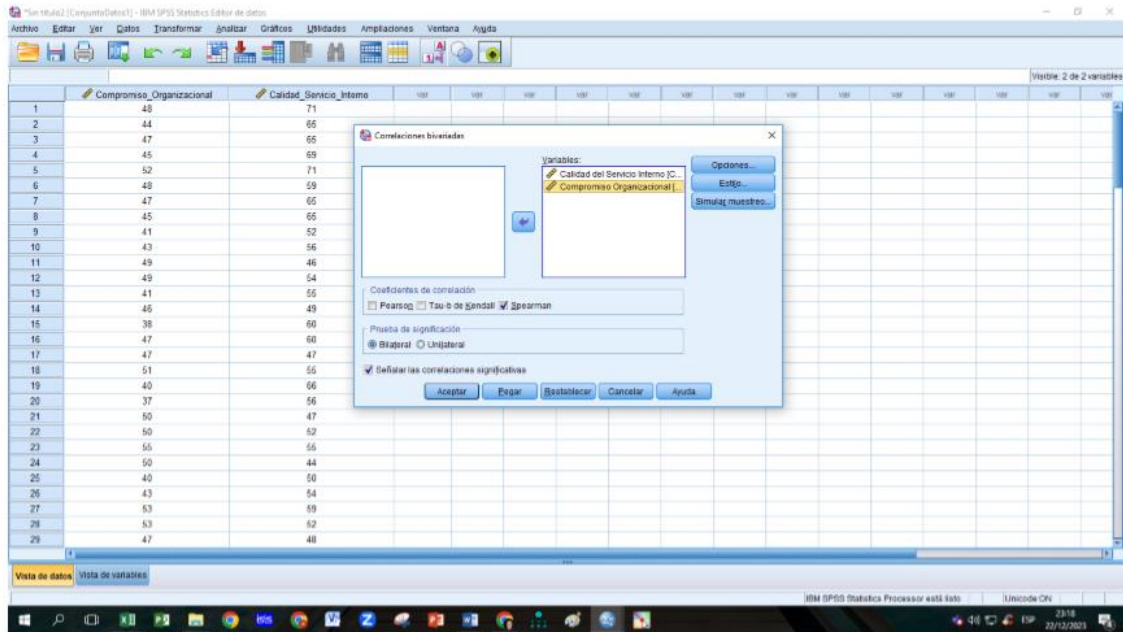 *Sin título2 [ConjuntoDatos1] - IBM SPSS Statistics Editor de datos
Archivo Editar Ver Datos Transformar Analizar Gráficos Utilidades Ampliaciones Ventana Ayuda
Visible: 2 de 2 variables
Compromiso_Organizacional Calidad_Servicio_Interno var var var var var var var var var var var var
1 48 71
2 44 65
3 47 65
4 45 69
5 52 71
6 48 59
7 47 65
8 45 65
9 41 52
10 43 56
11 49 46
12 49 54
13 41 55
14 46 49
15 38 60
16 47 60
17 47 47
18 51 55
19 40 66
20 37 56
21 50 47
22 50 52
23 55 55
24 50 44
25 40 50
26 43 54
27 53 59
28 53 52
29 47 48
Correlaciones bivariadas
Variables:
Calidad del Servicio Interno [C...
Compromiso Organizacional [...
Opciones...
Estilo...
Simular muestreo...
Coeficientes de correlación
Pearson Tau-b de Kendall Spearman
Prueba de significación
Bilateral Unilateral
Señalar las correlaciones significativas
Aceptar Pegar Restablecer Cancelar Ayuda
Vista de datos Vista de variables
IBM SPSS Statistics Processor está listo Unicode:ON
ESP 23:18
22/12/2023